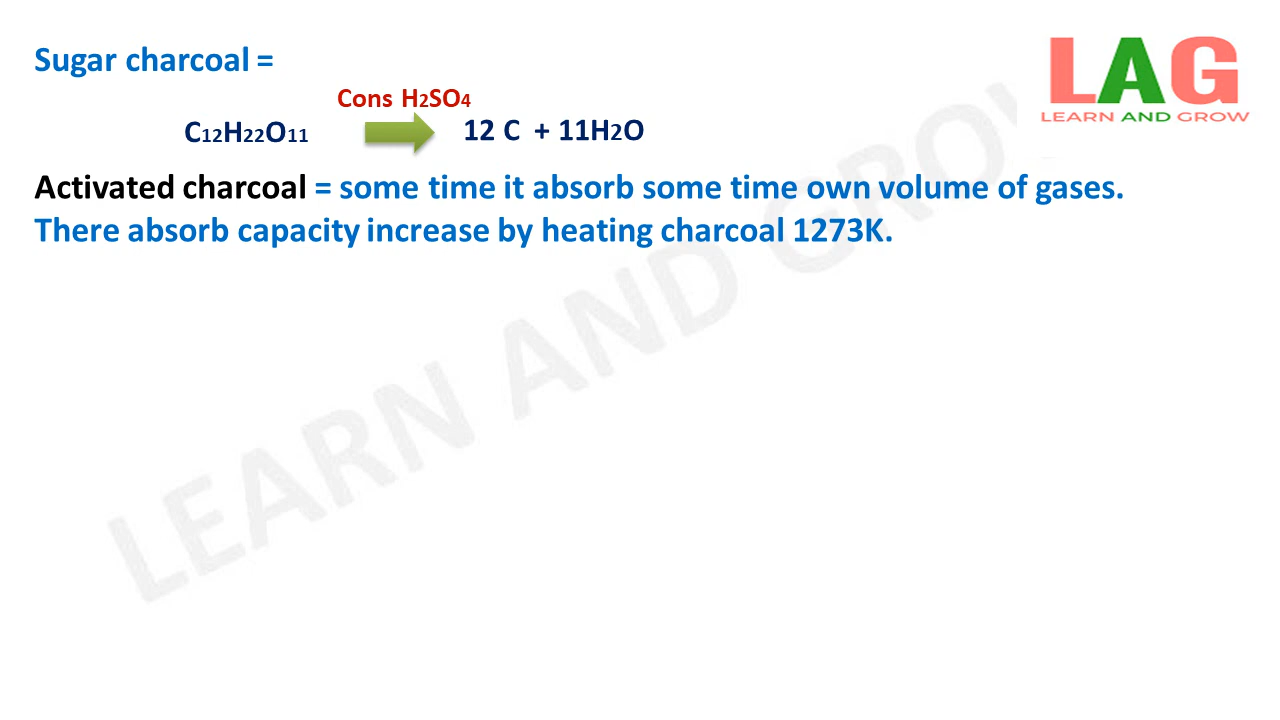 Sugar charcoal =
LAG
LEARN AND GROW
Cons H2SO4
C12H22O11 12 C + 11H2O
Activated charcoal = some time it absorb some time own volume of gases.
There absorb capacity increase by heating charcoal 1273K.
LEARN AND GROW